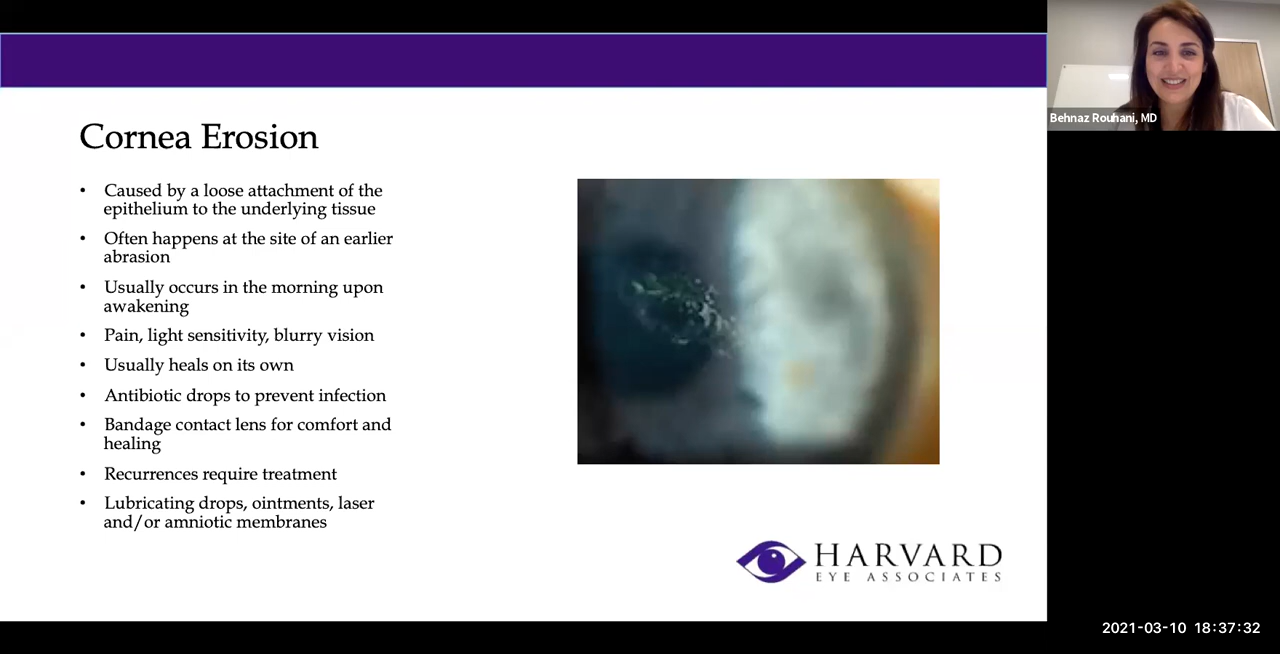 Cornea Erosion
• Caused by a loose attachment of the
epithelium to the underlying tissue
• Often happens at the site of an earlier
abrasion
• Usually occurs in the morning upon
awakening
• Pain, light sensitivity, blurry vision
• Usually heals on its own
• Antibiotic drops to prevent infection
• Bandage contact lens for comfort and
healing
• Recurrences require treatment
• Lubricating drops, ointments, laser
and/or amniotic membranes
HARVARD
EYE ASSOCIATES
Behnaz Rouhani, MD
2021-03-10 18:37:32